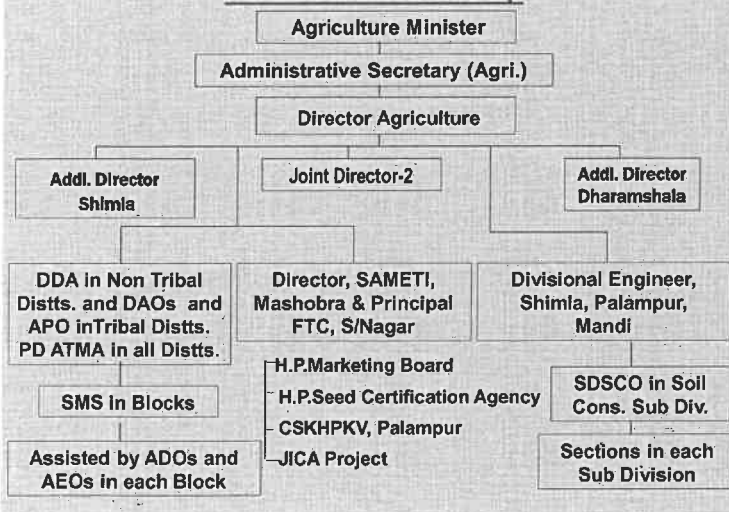 Agriculture Minister
Administrative Secretary (Agri.)
Director Agriculture
Addl. Director
Shimla
Joint Director-2
Addl. Director
Dharamshala
DDA in Non Tribal
Distts. and DAOs and
APO inTribal Distts.
PD ATMA in all Distts.
Director, SAMETI,
Mashobra & Principal
FTC, S/Nagar
Divisional Engineer,
Shimla, Palampur,
Mandi
H.P.Marketing Board
H.P.Seed Certification Agency
CSKHPKV, Palampur
JICA Project
SMS in Blocks
Assisted by ADOs and
AEOs in each Block
SDSCO in Soil
Cons. Sub Div.
Sections in each
Sub Division